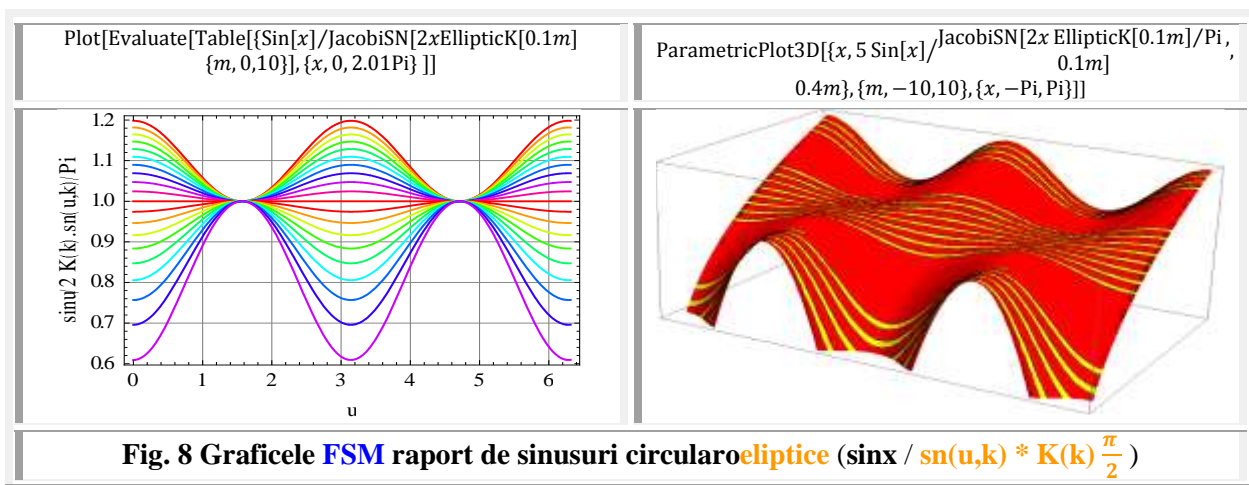 Plot[Evaluate[Table[{Sin[x]/JacobiSN[2xEllipticK[0.1m]
{m, 0,10}], {x, 0, 2.01Pi} ]]
ParametricPlot3D[{x, 5 Sin[x]/JacobiSN[2x EllipticK[0.1m]/Pi ,
0.1m]
0.4m}, {m, −10,10}, {x, −Pi, Pi}]]
sinu/2 K(k).sn(u,k)/Pi
1.2
1.1
1.0
0.9
0.8
0.7
0.6
0 1 2 3 4 5 6
u
Fig. 8 Graficele FSM raport de sinusuri circularoeliptice (sinx / sn(u,k) * K(k) π/2 )